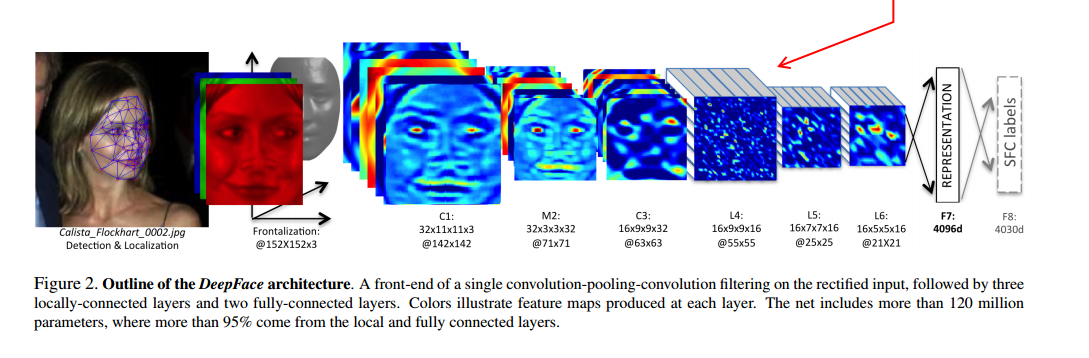 Calista_Flockhart_0002.jpg
Detection & Localization
Frontalization:
@152X152x3
C1:
32x11x11x3
@142x142
M2:
32x3x3x32
@71x71
C3:
16x9x9x32
@63x63
L4:
16x9x9x16
@55x55
L5:
16x7x7x16
@25x25
L6:
16x5x5x16
@21X21
REPRESENTATION
F7:
4096d
SFC labels
F8:
4030d
Figure 2. Outline of the DeepFace architecture. A front-end of a single convolution-pooling-convolution filtering on the rectified input, followed by three
locally-connected layers and two fully-connected layers. Colors illustrate feature maps produced at each layer. The net includes more than 120 million
parameters, where more than 95% come from the local and fully connected layers.